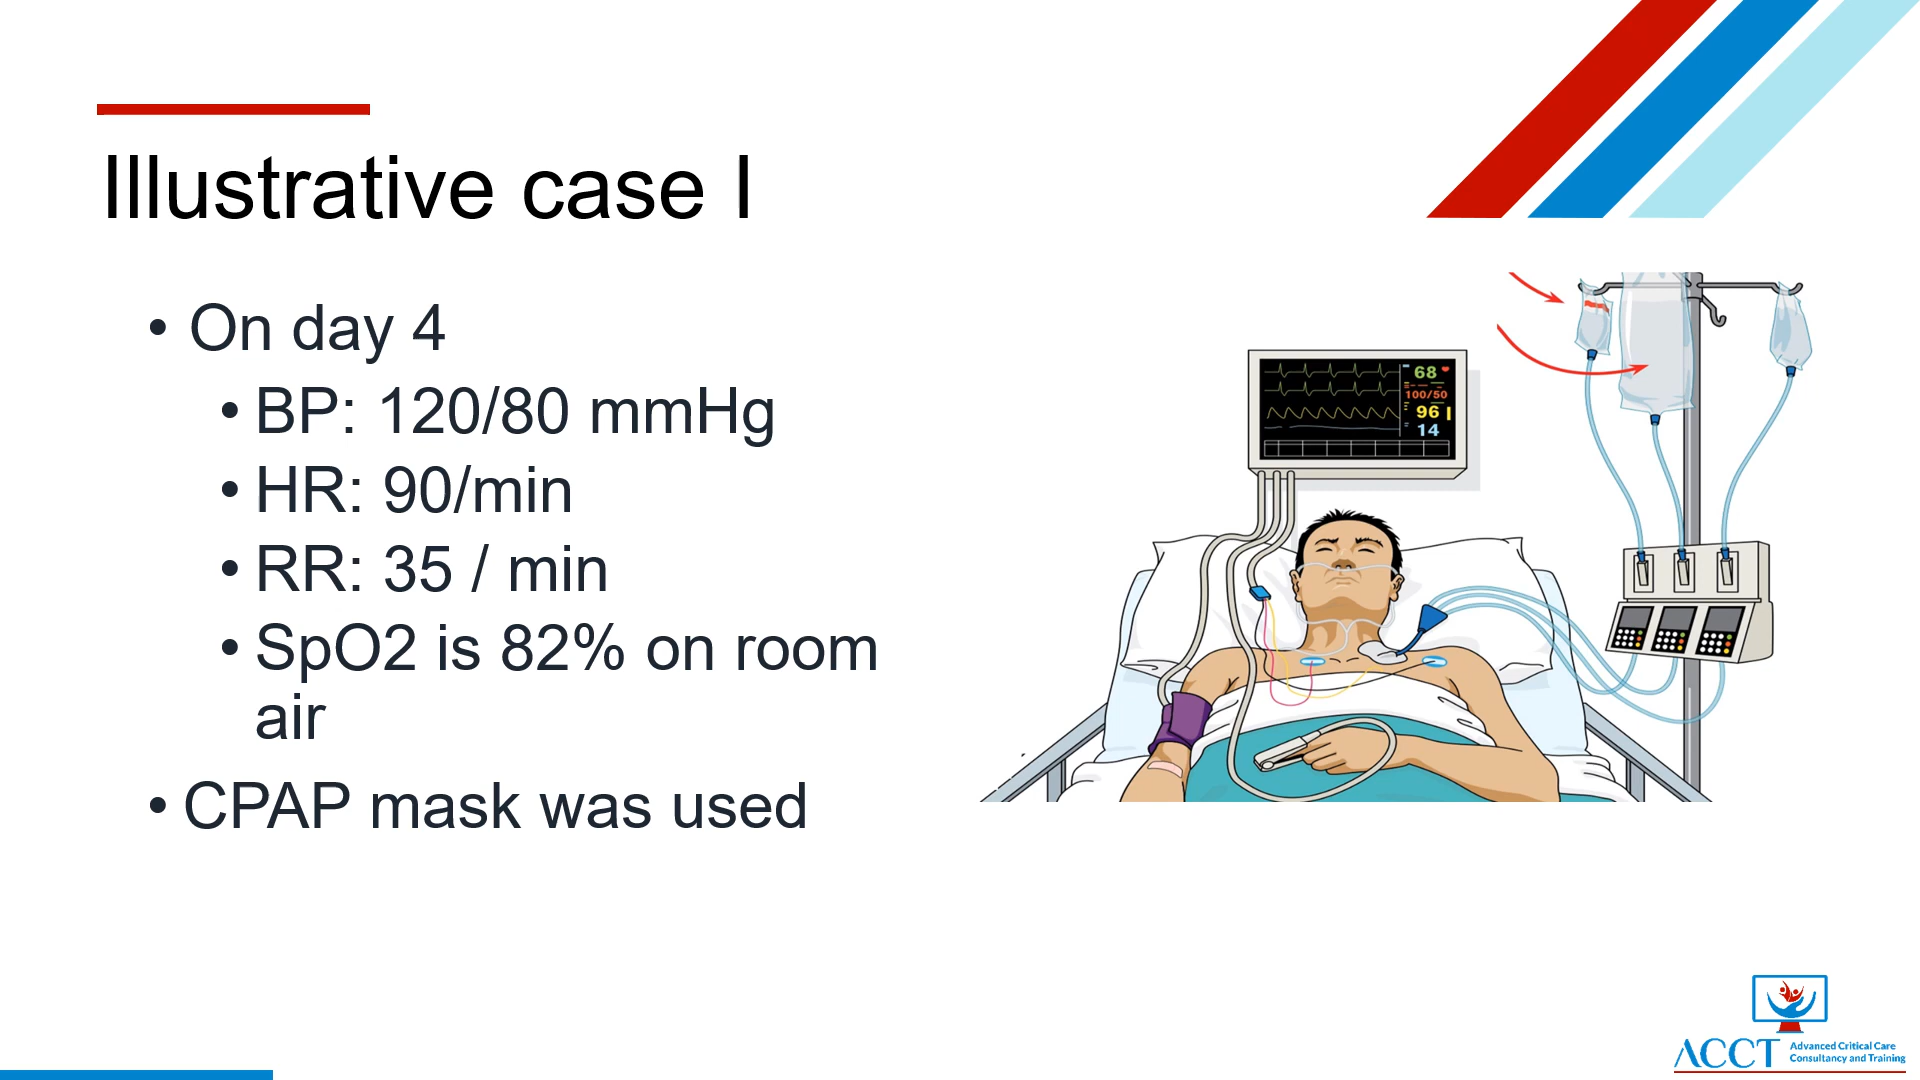 Illustrative case I
• On day 4
• BP: 120/80 mmHg
• HR: 90/min
• RR: 35 / min
• SpO2 is 82% on room
air
• CPAP mask was used
68
100/50
96
14
ACCT
Advanced Critical Care
Consultancy and Training